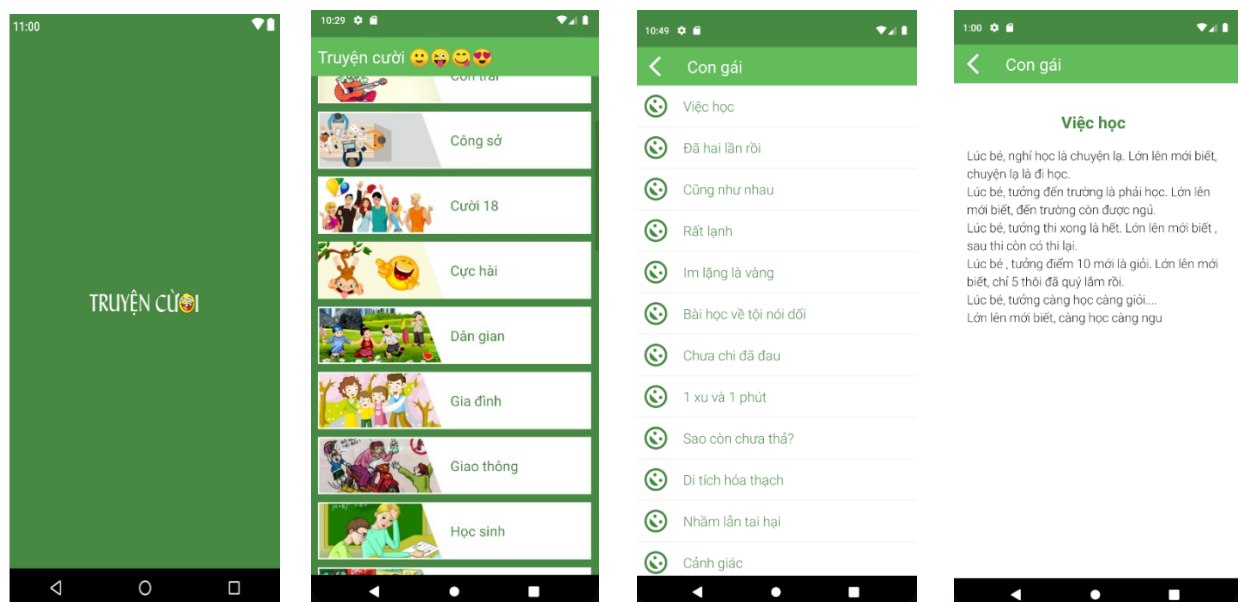 11:00
TRUYỆN CƯỜI
10:29
Truyện cười 🙂😜😋😍
Con trai
Công sở
Cười 18
Cực hài
Dân gian
Gia đình
Giao thông
Học sinh
10:49
Con gái
Việc học
Đã hai lần rồi
Cũng như nhau
Rất lạnh
Im lặng là vàng
Bài học về tội nói dối
Chưa chi đã đau
1 xu và 1 phút
Sao còn chưa thả?
Di tích hóa thạch
Nhầm lẫn tai hại
Cảnh giác
1:00
Con gái
Việc học
Lúc bé, nghỉ học là chuyện lạ. Lớn lên mới biết,
chuyện lạ là đi học.
Lúc bé, tưởng đến trường là phải học. Lớn lên
mới biết, đến trường còn được ngủ.
Lúc bé, tưởng thi xong là hết. Lớn lên mới biết ,
sau thi còn có thi lại.
Lúc bé , tưởng điểm 10 mới là giỏi. Lớn lên mới
biết, chỉ 5 thôi đã quý lắm rồi.
Lúc bé, tưởng càng học càng giỏi....
Lớn lên mới biết, càng học càng ngu